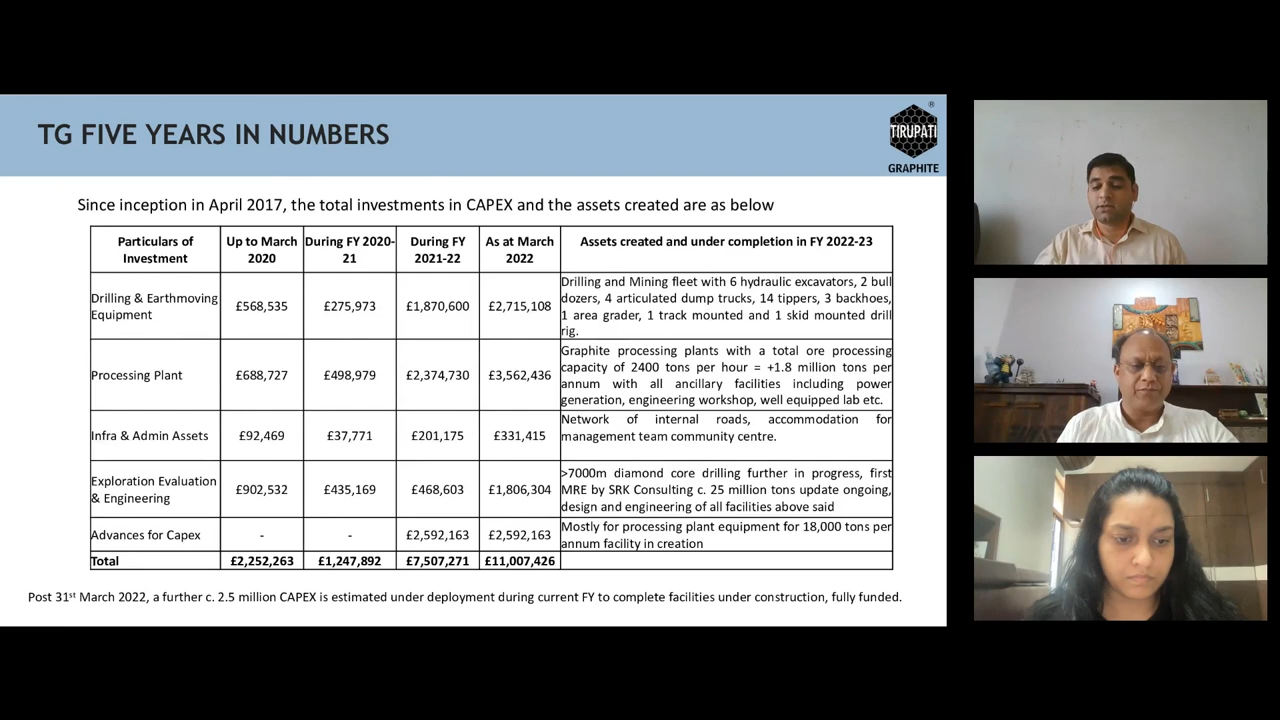 TG FIVE YEARS IN NUMBERS
®
TIRUPATI
GRAPHITE
Since inception in April 2017, the total investments in CAPEX and the assets created are as below
Particulars of
Investment
Up to March
2020
During FY 2020-
21
During FY
2021-22
As at March
2022
Assets created and under completion in FY 2022-23
Drilling & Earthmoving
Equipment
£568,535
£275,973
£1,870,600
£2,715,108
Drilling and Mining fleet with 6 hydraulic excavators, 2 bull
dozers, 4 articulated dump trucks, 14 tippers, 3 backhoes,
1 area grader, 1 track mounted and 1 skid mounted drill
rig.
Processing Plant
£688,727
£498,979
£2,374,730
£3,562,436
Graphite processing plants with a total ore processing
capacity of 2400 tons per hour = +1.8 million tons per
annum with all ancillary facilities including power
generation, engineering workshop, well equipped lab etc.
Infra & Admin Assets
£92,469
£37,771
£201,175
£331,415
Network of internal roads, accommodation for
management team community centre.
Exploration Evaluation
& Engineering
£902,532
£435,169
£468,603
£1,806,304
>7000m diamond core drilling further in progress, first
MRE by SRK Consulting c. 25 million tons update ongoing,
design and engineering of all facilities above said
Advances for Capex
-
-
£2,592,163
£2,592,163
Mostly for processing plant equipment for 18,000 tons per
annum facility in creation
Total
£2,252,263
£1,247,892
£7,507,271
£11,007,426
Post 31st March 2022, a further c. 2.5 million CAPEX is estimated under deployment during current FY to complete facilities under construction, fully funded.